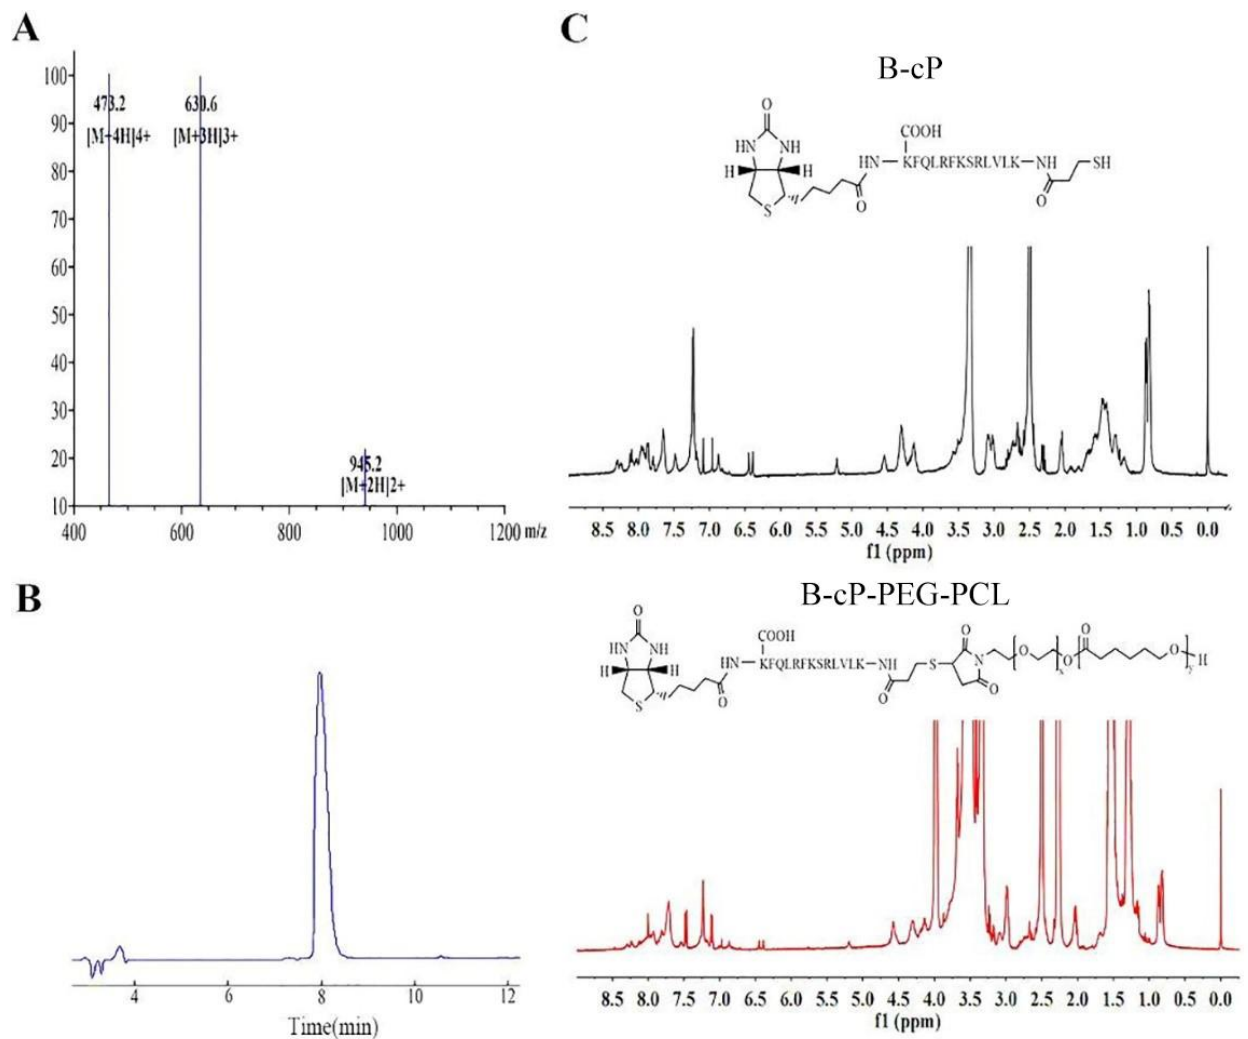 A
100
473.2
630.6
90
[M+4H]4+
[M+3H]3+
80
70
60
50
40
30
20
945.2
[M+2H]2+
10
400
600
800
1000
1200 m/z
B
4
6
8
10
12
Time(min)
C
B-cP
O
HN
NH
COOH
H
H
HN
KFQLRFKSRLVLK
NH
SH
S
O
O
8.5 8.0 7.5 7.0 6.5 6.0 5.5 5.0 4.5 4.0 3.5 3.0 2.5 2.0 1.5 1.0 0.0
f1 (ppm)
B-cP-PEG-PCL
O
HN
NH
COOH
H
H
HN
KFQLRFKSRLVLK
NH
S
O
N
O
O
O
O
x
O
y
H
S
O
O
8.5 8.0 7.5 7.0 6.5 6.0 5.5 5.0 4.5 4.0 3.5 3.0 2.5 2.0 1.5 1.0 0.5 0.0
f1 (ppm)